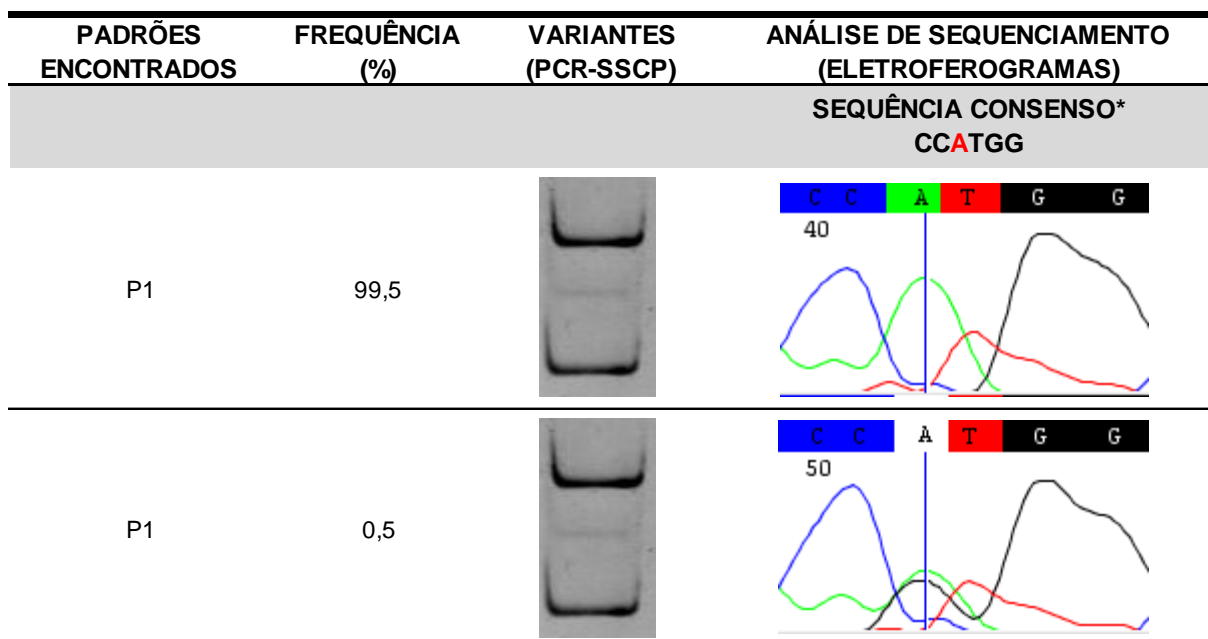 PADRÕES ENCONTRADOS
FREQUÊNCIA (%)
VARIANTES (PCR-SSCP)
ANÁLISE DE SEQUENCIAMENTO (ELETROFEROGRAMAS)
SEQUÊNCIA CONSENSO*
CCATGG
P1
99,5
C C A T G G
40
P1
0,5
C C A T G G
50